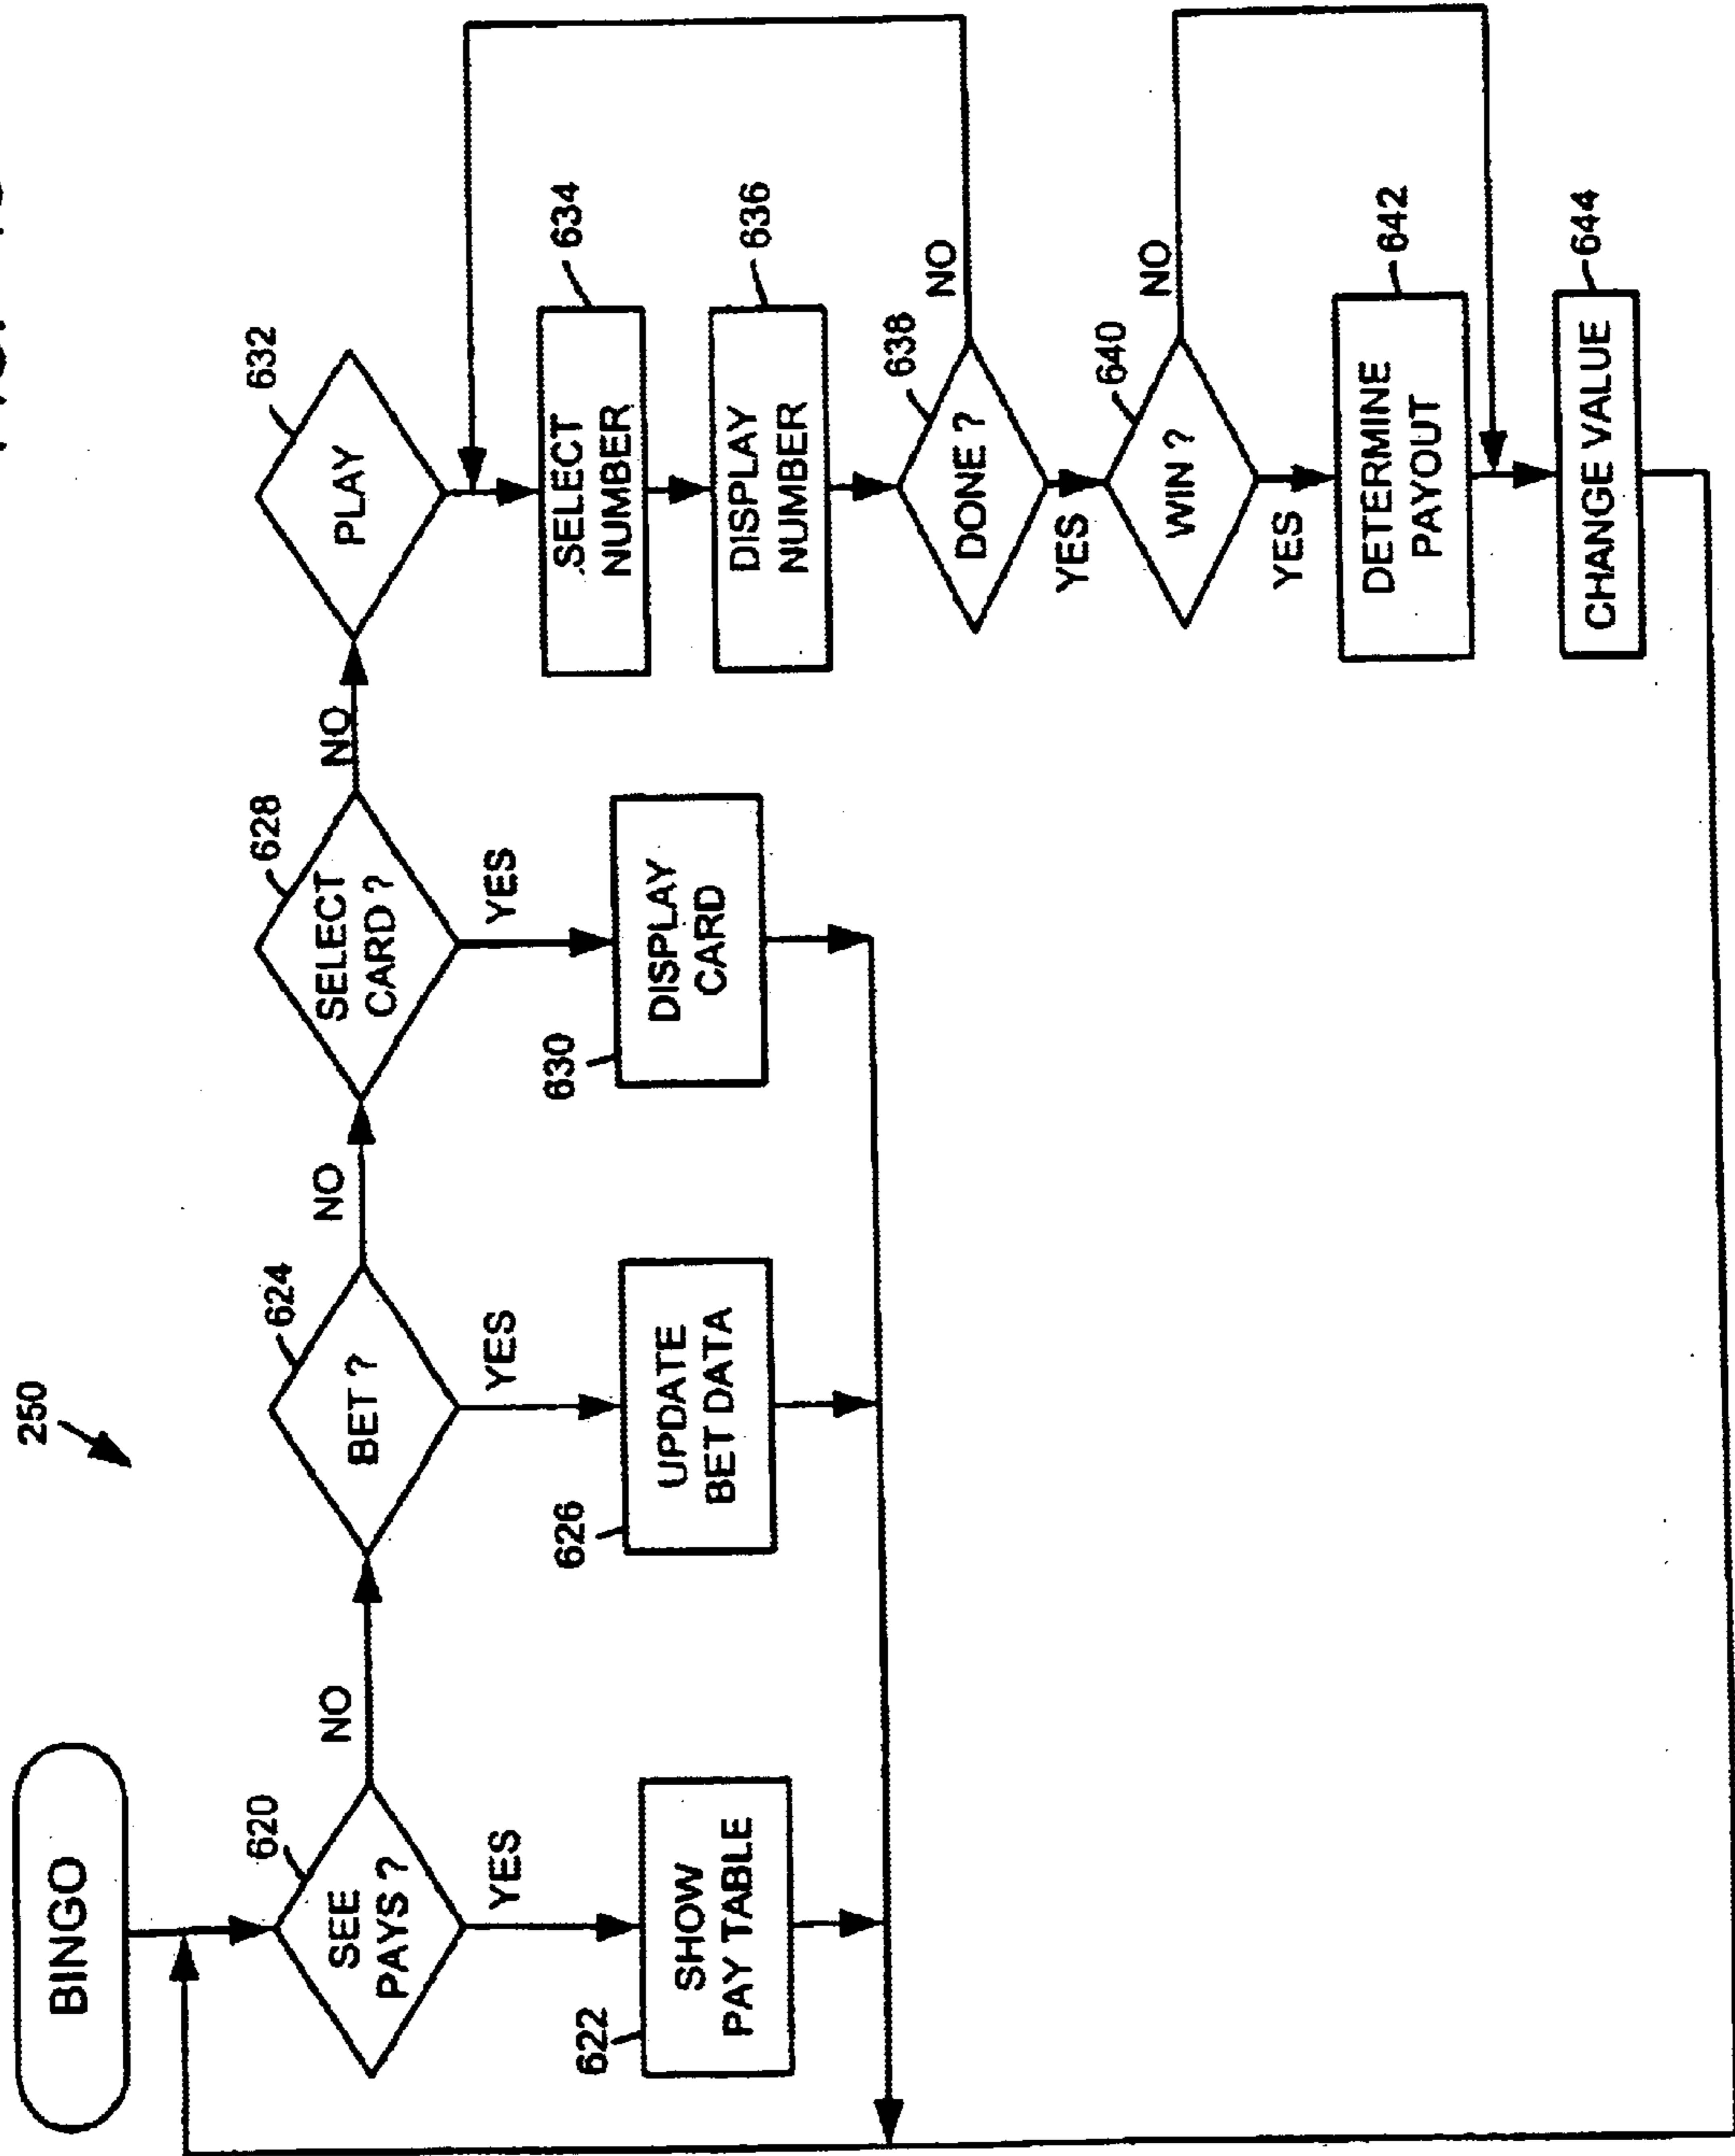 250
BINGO
620
SEE
PAYS ?
YES
NO
622
SHOW
PAY TABLE
624
BET ?
YES
NO
626
UPDATE
BET DATA
628
SELECT
CARD ?
YES
NO
630
DISPLAY
CARD
632
PLAY
634
SELECT
NUMBER
636
DISPLAY
NUMBER
638
DONE ?
NO
YES
640
WIN ?
NO
YES
642
DETERMINE
PAYOUT
644
CHANGE VALUE